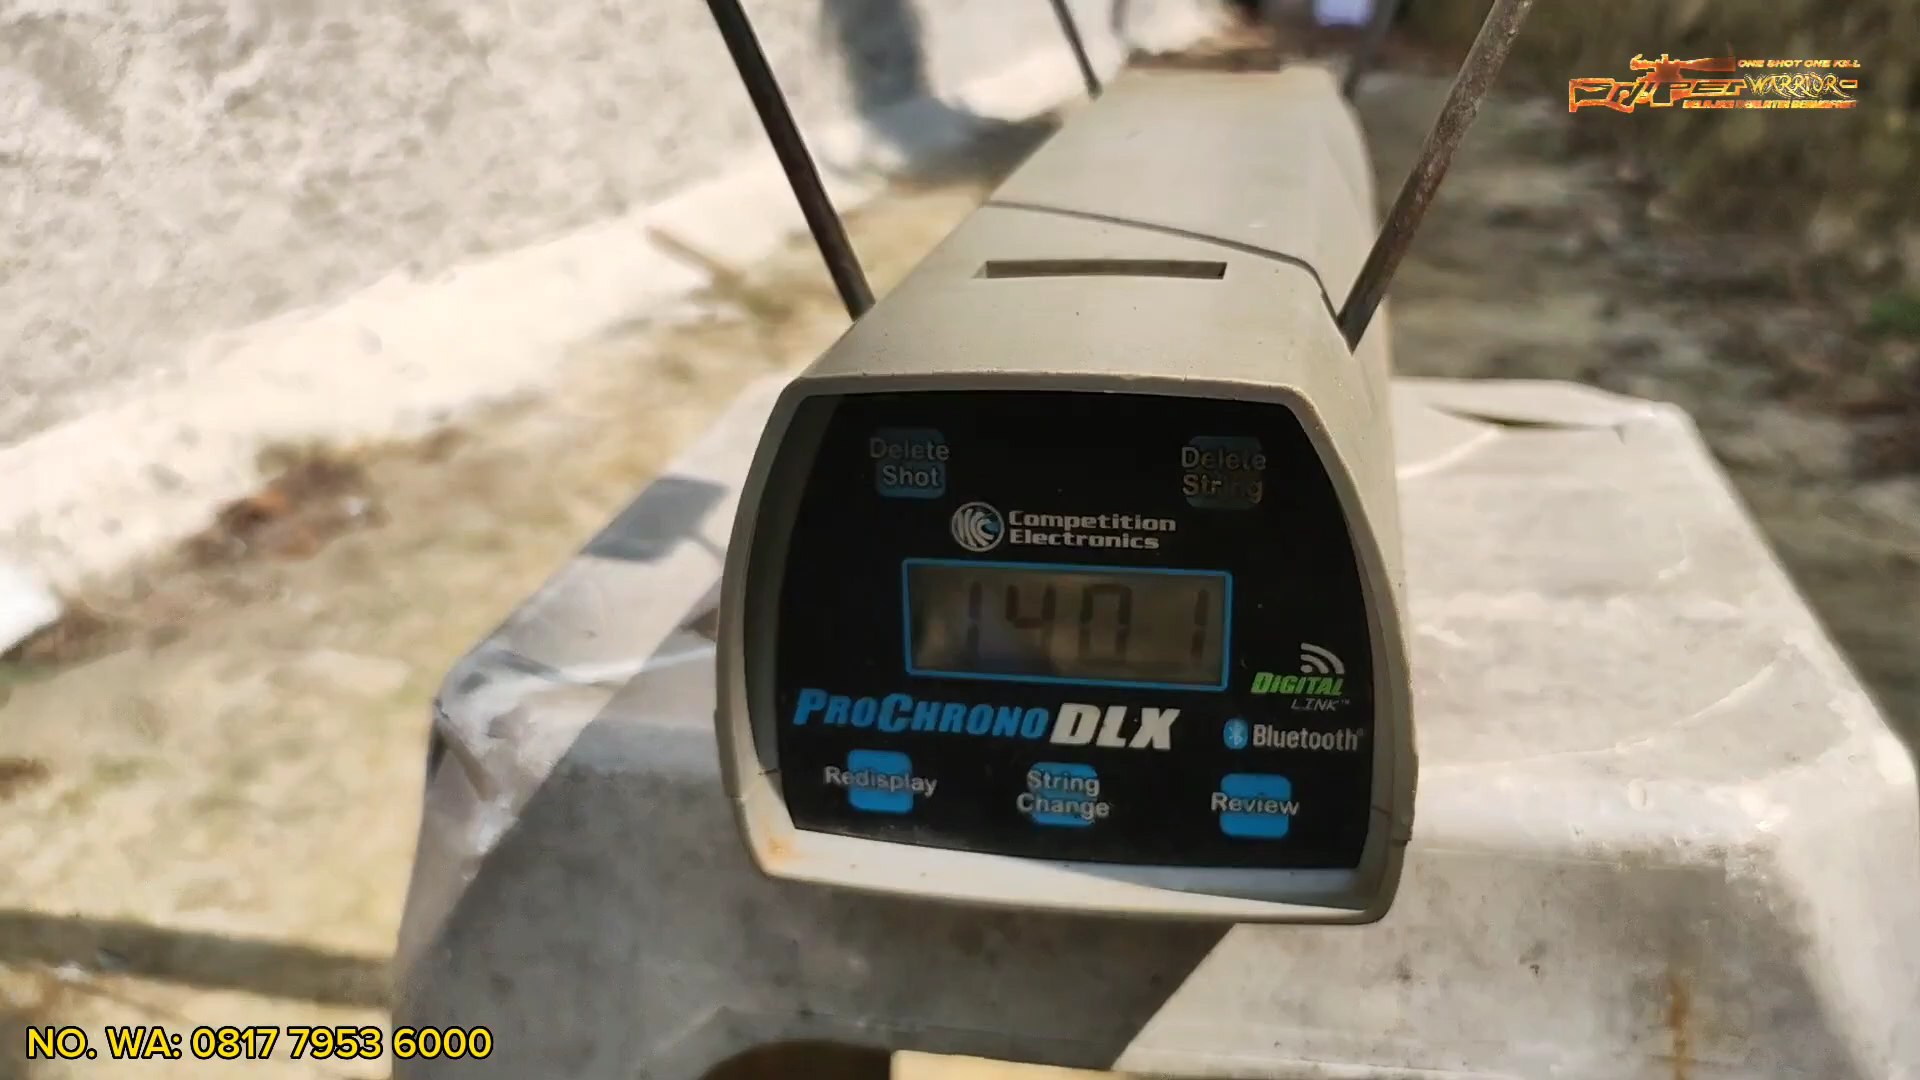 ONE SHOT ONE KILL
WARRIOR
Delete
Shot
Delete
String
Competition
Electronics
1401
DIGITAL
LINK™
PROCHRONO DLX
Bluetooth®
Redisplay
String
Change
Review
NO. WA: 0817 7953 6000